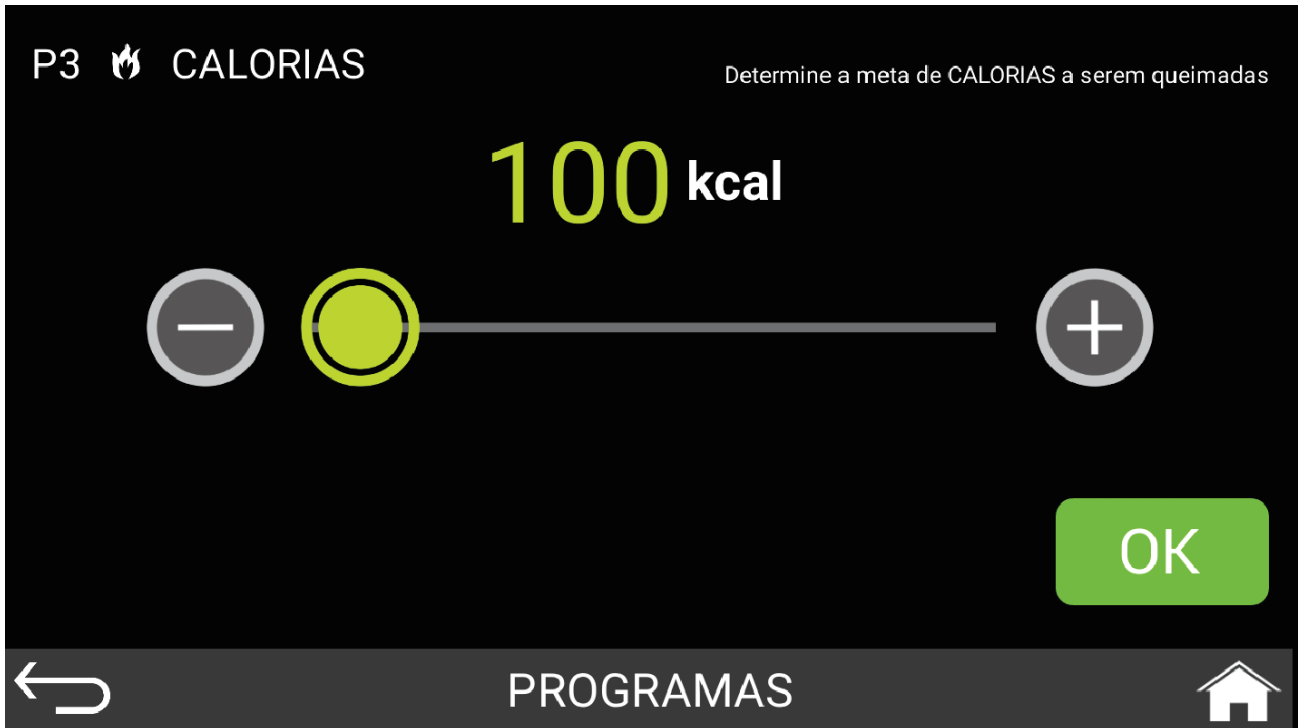 P3 CALORIAS
Determine a meta de CALORIAS a serem queimadas
100 kcal
OK
PROGRAMAS